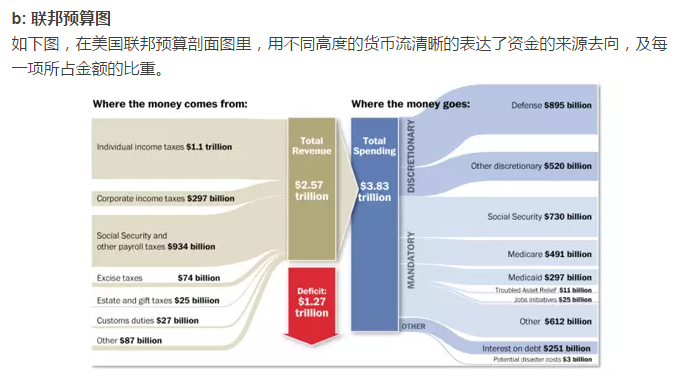 b: 联邦预算图
如下图，在美国联邦预算剖面图里，用不同高度的货币流清晰的表达了资金的来源去向，及每
一项所占金额的比重。
Where the money comes from:
Individual income taxes $1.1 trillion
Corporate income taxes $297 billion
Social Security and
other payroll taxes $934 billion
Excise taxes $74 billion
Estate and gift taxes $25 billiion
Customs duties $27 billion
Other $87 billion
Total
Revenue
$2.57
trillion
Deficit:
$1.27
trillion
Where the money goes:
Total
Spending
$3.83
trillion
DISCRETIONARY
MANDATORY
OTHER
Defense $895 billion
Other discretionary $520 billion
Social Security $730 billion
Medicare $491 billion
Medicaid $297 billion
Troubled Asset Relief $11 billion
Jobs initiatives $25 billion
Other $612 billion
Interest on debt $251 billion
Potential disaster costs $3 billion